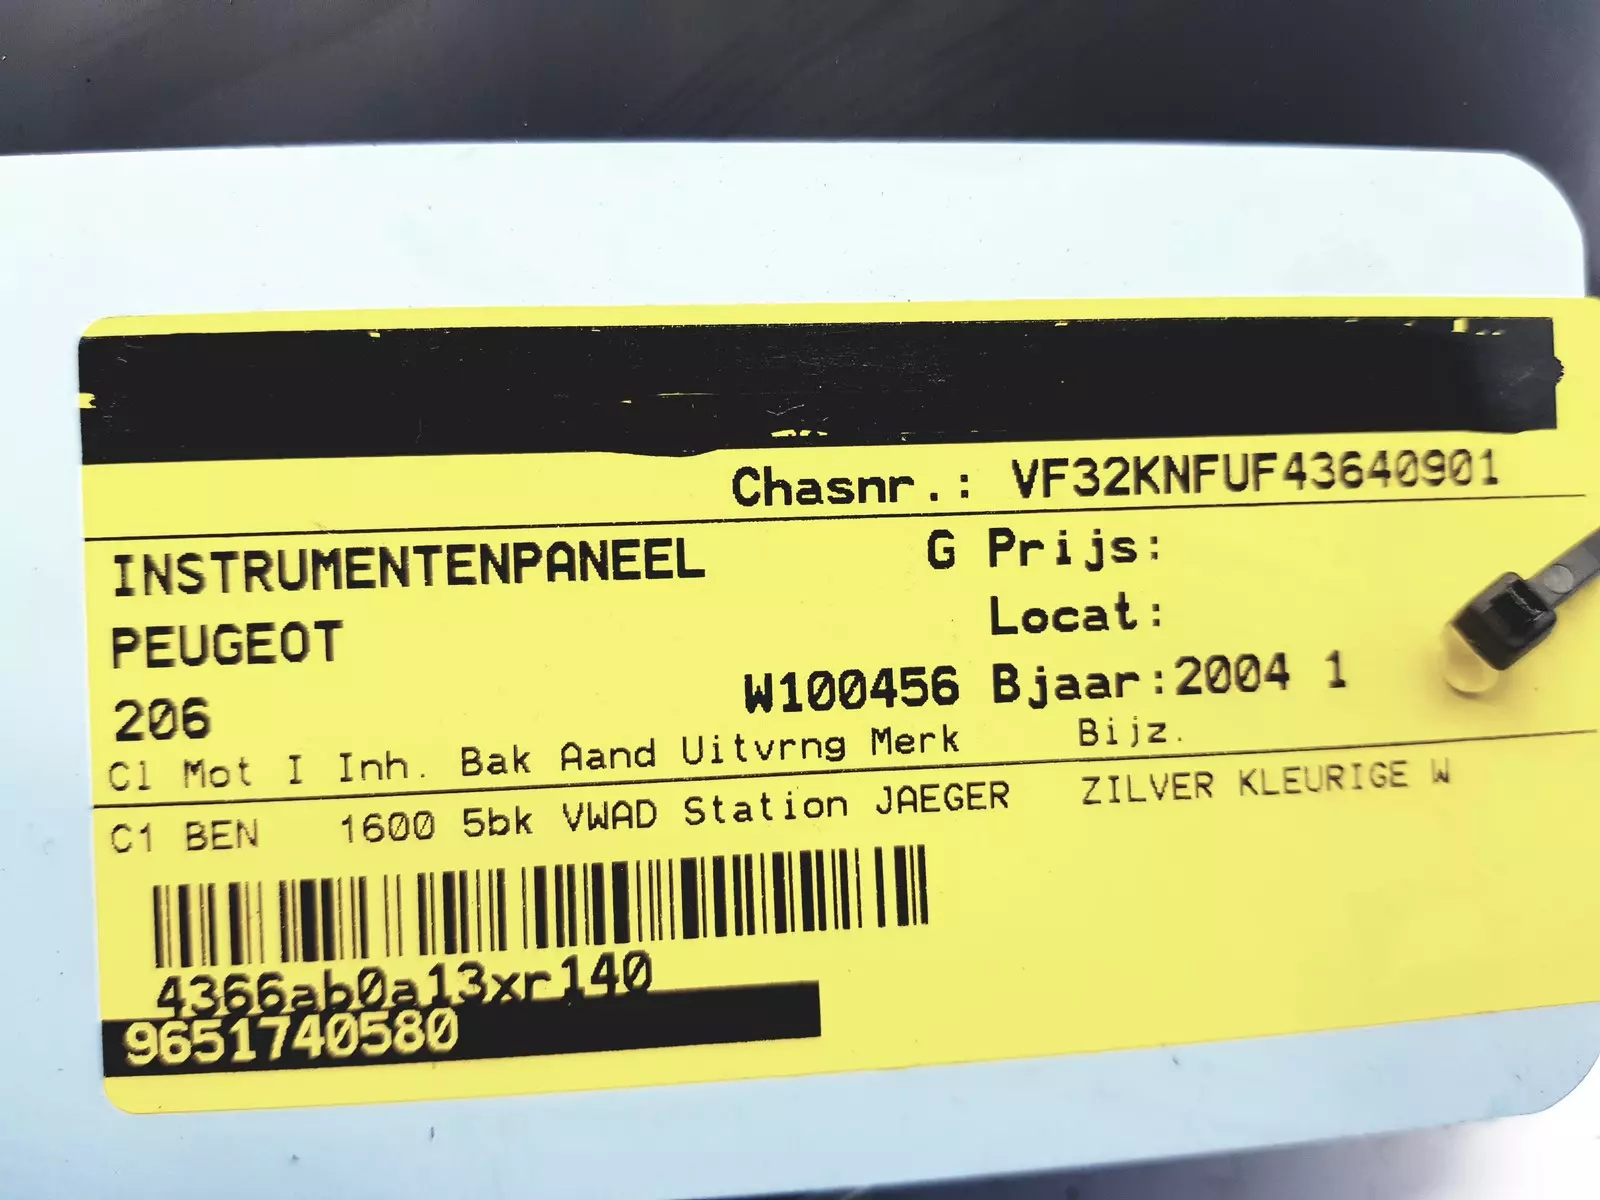 Chasnr.: VF32KNFUF43640901
INSTRUMENTENPANEEL G Prijs:
PEUGEOT Locat:
206 W100456 Bjaar:2004 1
Cl Mot I Inh. Bak Aand Uitvrng Merk Bijz.
C1 BEN 1600 5bk VWAD Station JAEGER ZILVER KLEURIGE W
4366ab0a13xr140
9651740580